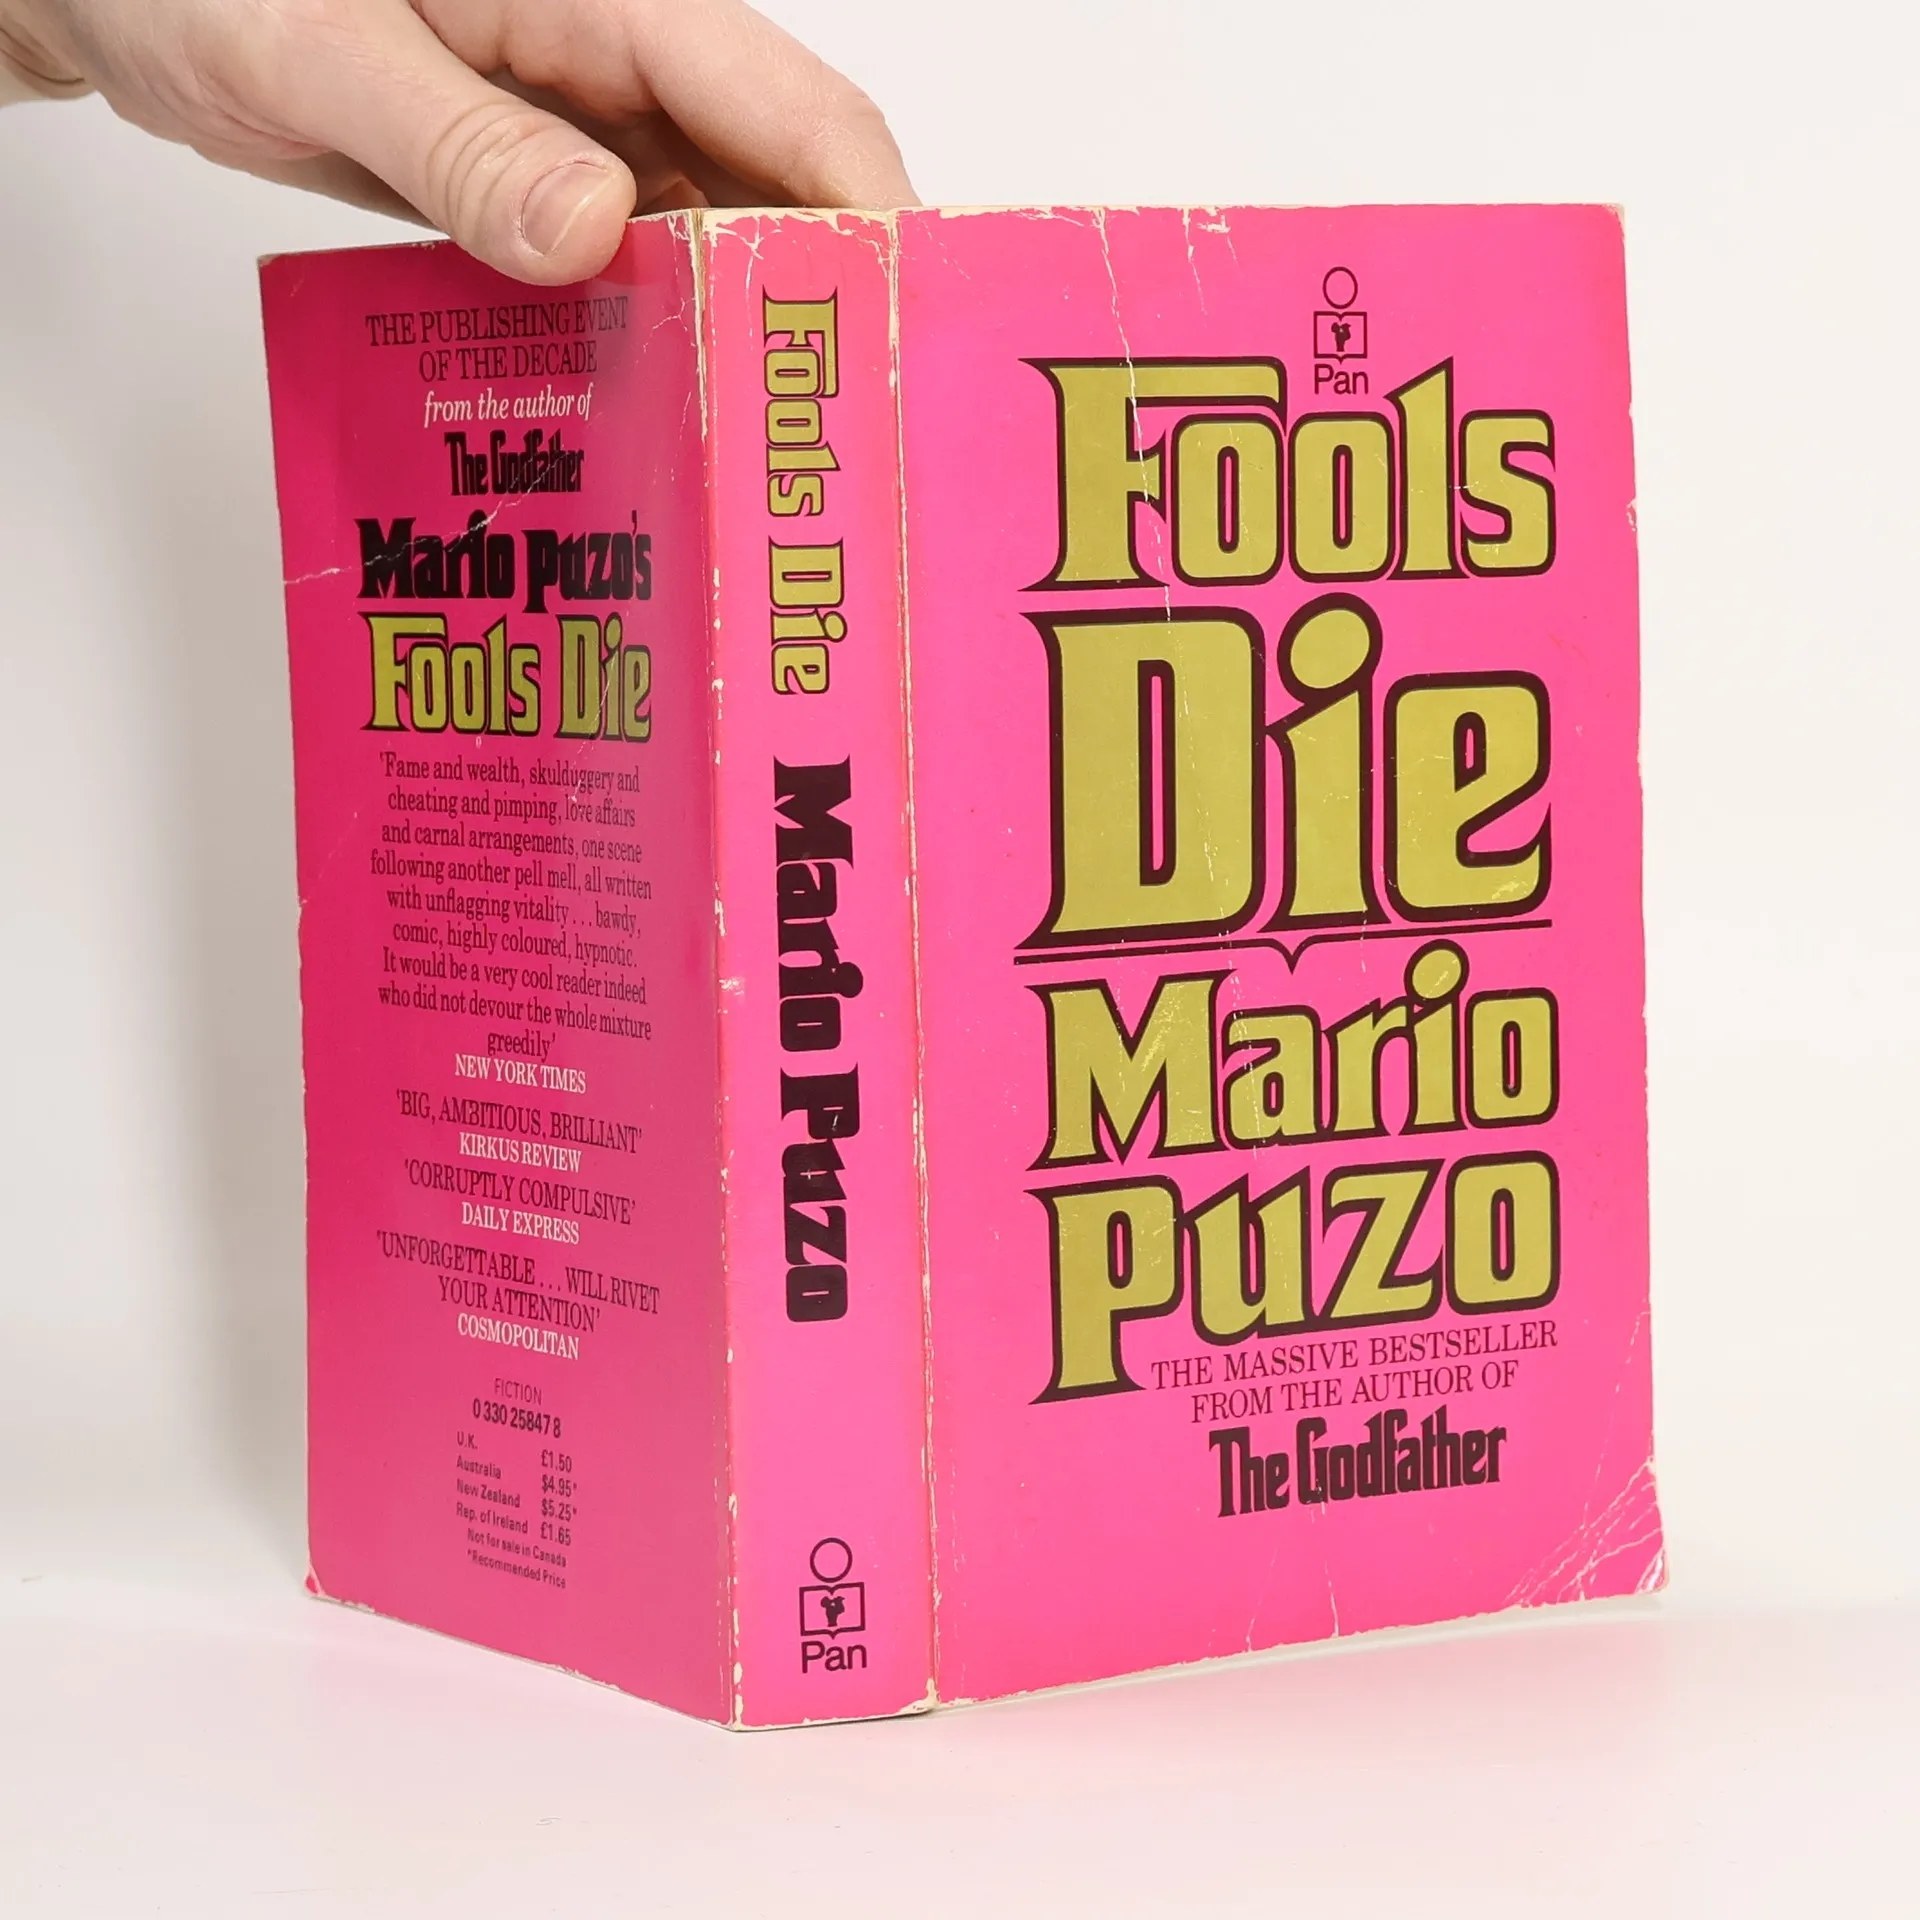 THE PUBLISHING EVENT
OF THE DECADE
from the author of
The Godfather
Mario Puzo's
Fools Die
'Fame and wealth, skulduggery and
cheating and pimping, love affairs
and carnal arrangements, one scene
following another pell mell, all written
with unflagging vitality... bawdy,
comic, highly coloured, hypnotic.
It would be a very cool reader indeed
who did not devour the whole mixture
greedily'
NEW YORK TIMES
'BIG, AMBITIOUS, BRILLIANT'
KIRKUS REVIEW
'CORRUPTLY COMPULSIVE'
DAILY EXPRESS
'UNFORGETTABLE... WILL RIVET
YOUR ATTENTION'
COSMOPOLITAN
FICTION
0 330 25847 8
U.K. £1.50
Australia $4.95*
New Zealand $5.25*
Rep. of Ireland £1.65
Not for sale in Canada
*Recommended Price
Fools Die Mario Puzo
Pan
Pan
Fools
Die
Mario
Puzo
THE MASSIVE BESTSELLER
FROM THE AUTHOR OF
The Godfather